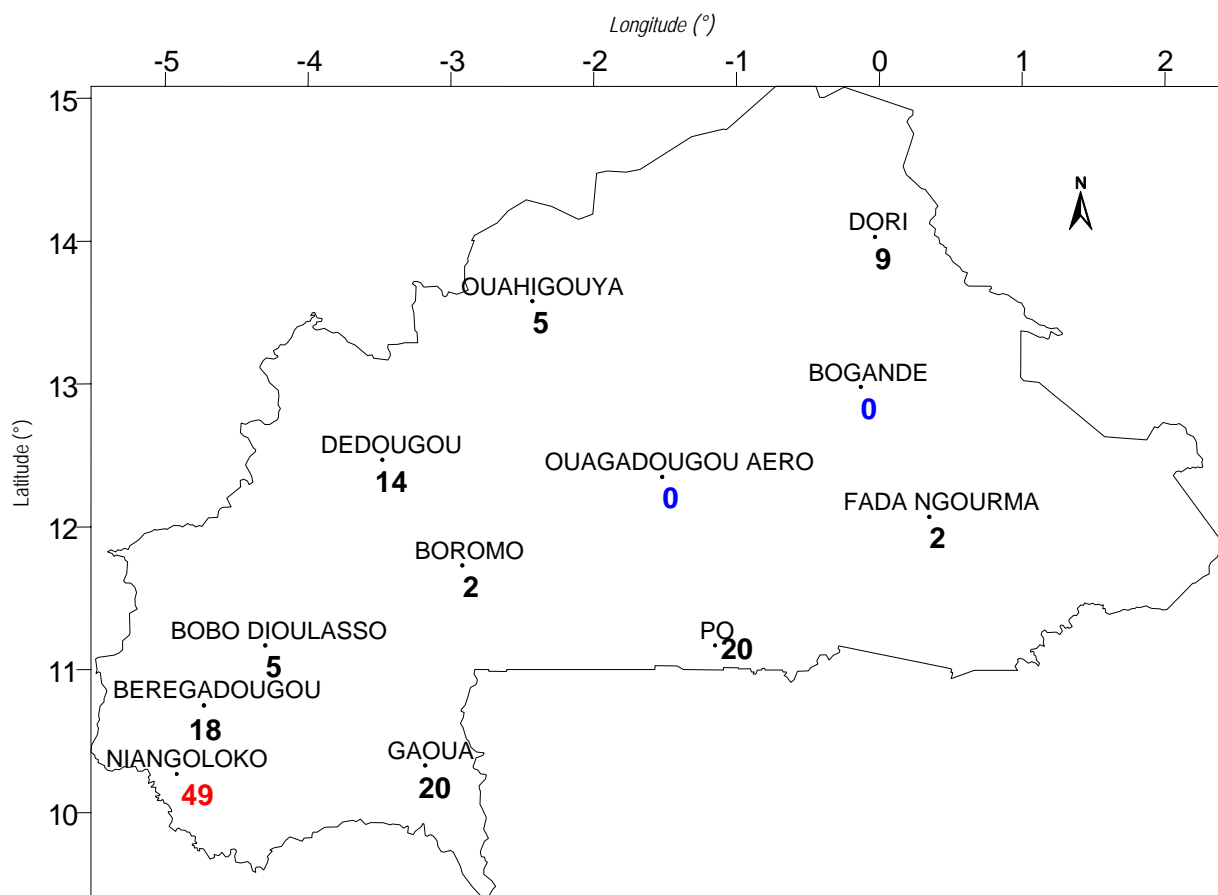 Longitude (°)
-5 -4 -3 -2 -1 0 1 2
15
N
DORI
14
9
OUAHIGOUYA
5
13
BOGANDE
0
DEDOUGOU
14
OUAGADOUGOU AERO
0
Latitude (°)
FADA NGOURMA
2
12
BOROMO
2
BOBO DIOULASSO
5
PO
20
11
BEREGADOUGOU
18
NIANGOLOKO
49
GAOUA
20
10